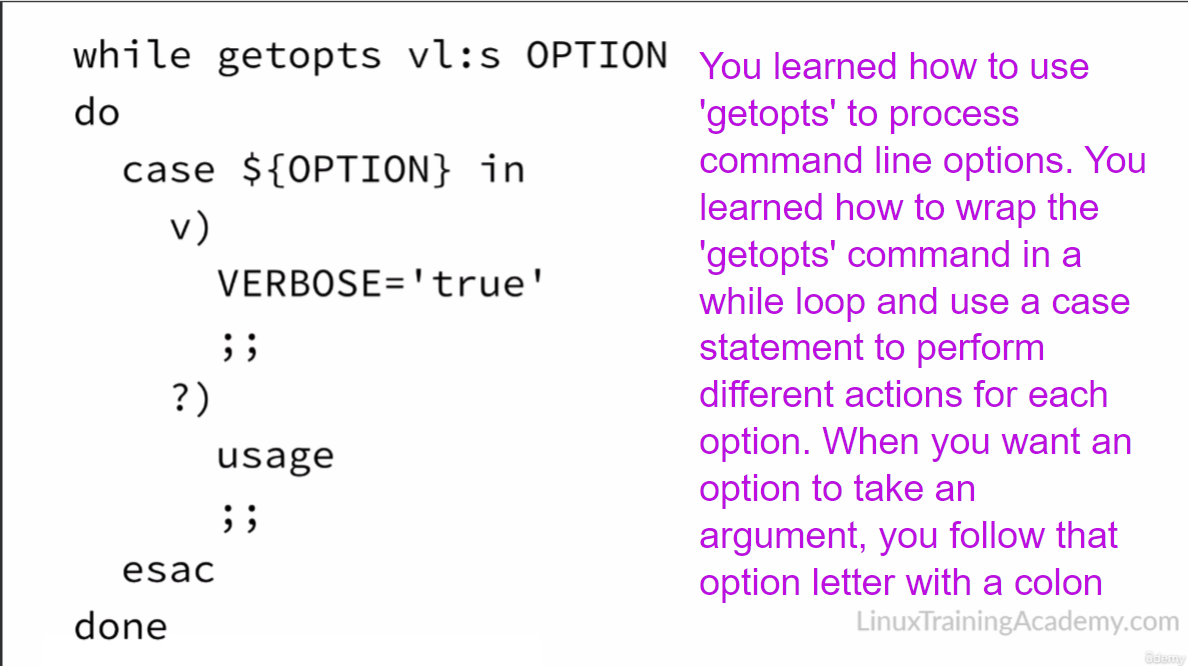 while getopts vl:s OPTION
do
case ${OPTION} in
v)
VERBOSE='true'
;;
?)
usage
;;
esac
done
You learned how to use
'getopts' to process
command line options. You
learned how to wrap the
'getopts' command in a
while loop and use a case
statement to perform
different actions for each
option. When you want an
option to take an
argument, you follow that
option letter with a colon
LinuxTrainingAcademy.com
ûdemy